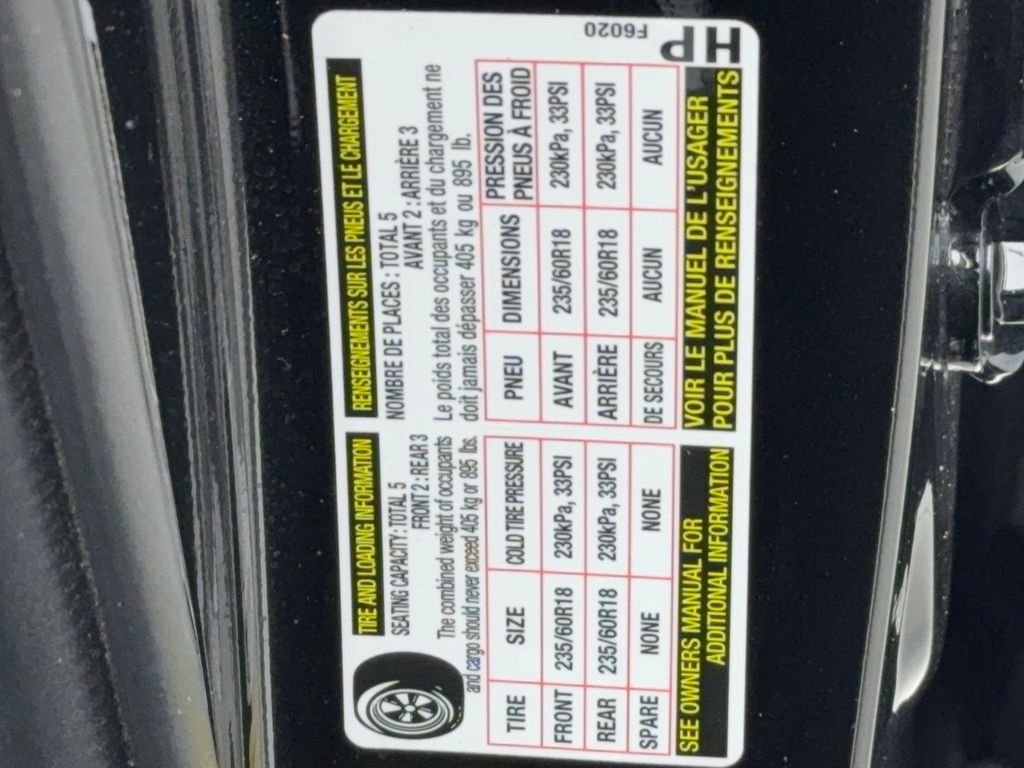 TIRE AND LOADING INFORMATION
SEATING CAPACITY: TOTAL 5
FRONT 2 : REAR 3
The combined weight of occupants
and cargo should never exceed 405 kg or 895 lbs.
TIRE SIZE COLD TIRE PRESSURE
FRONT 235/60R18 230kPa, 33PSI
REAR 235/60R18 230kPa, 33PSI
SPARE NONE NONE
SEE OWNERS MANUAL FOR
ADDITIONAL INFORMATION
RENSEIGNEMENTS SUR LES PNEUS ET LE CHARGEMENT
NOMBRE DE PLACES : TOTAL 5
AVANT 2 : ARRIÈRE 3
Le poids total des occupants et du chargement ne
doit jamais dépasser 405 kg ou 895 lb.
PNEU DIMENSIONS PRESSION DES
PNEUS À FROID
AVANT 235/60R18 230kPa, 33PSI
ARRIÈRE 235/60R18 230kPa, 33PSI
DE SECOURS AUCUN AUCUN
VOIR LE MANUEL DE L'USAGER
POUR PLUS DE RENSEIGNEMENTS
F6020
HP